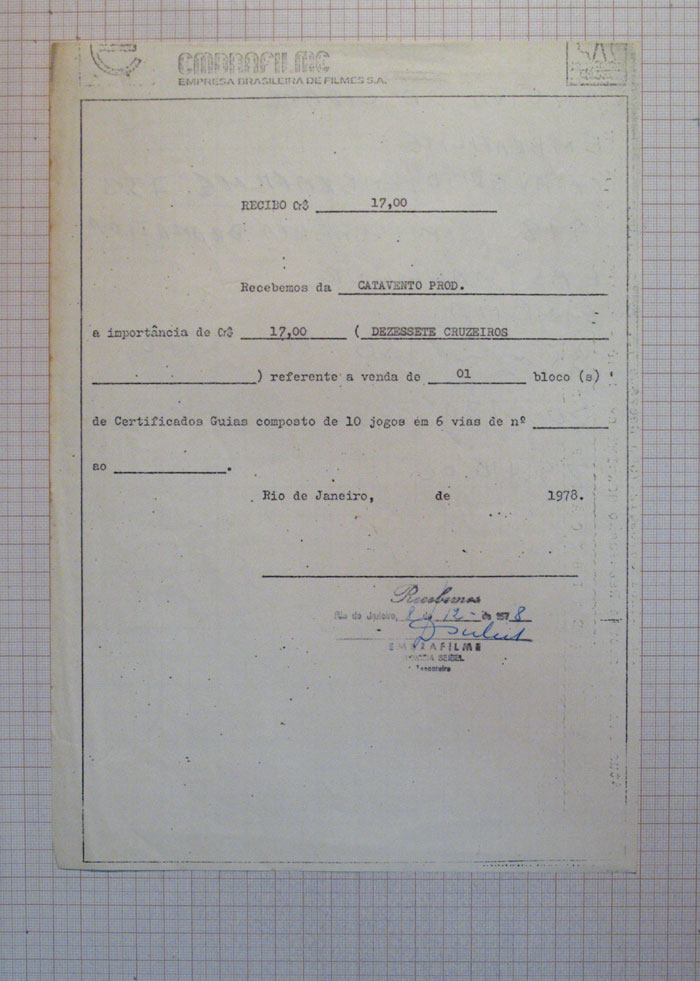 EMBRAFILME
EMPRESA BRASILEIRA DE FILMES S.A.
RECIBO Cr$ 17,00
Recebemos da CATAVENTO PROD.
a importância de Cr$ 17,00 ( DEZESSETE CRUZEIROS
) referente a venda de 01 bloco (s)
de Certificados Guias composto de 10 jogos em 6 vias de nº
ao .
Rio de Janeiro, de 1978.
Recebemos
Rio de Janeiro, 8 de 12 - de 1978
EMBRAFILME
SEIBEL
Tesoureira